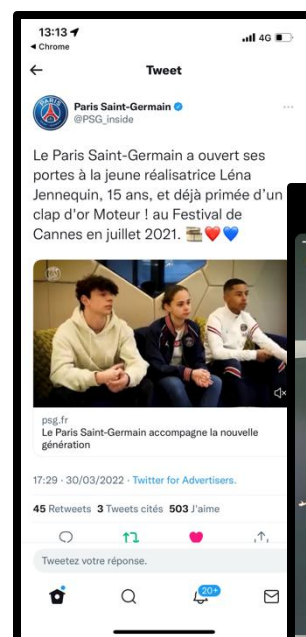 13:13
4G
◀ Chrome
Tweet
PARIS
Paris Saint-Germain
@PSG_inside
Le Paris Saint-Germain a ouvert ses
portes à la jeune réalisatrice Léna
Jennequin, 15 ans, et déjà primée d’un
clap d’or Moteur ! au Festival de
Cannes en juillet 2021. 🎬❤️💙
psg.fr
Le Paris Saint-Germain accompagne la nouvelle
génération
17:29 · 30/03/2022 · Twitter for Advertisers.
45 Retweets 3 Tweets cités 503 J’aime
Tweetez votre réponse.
20+